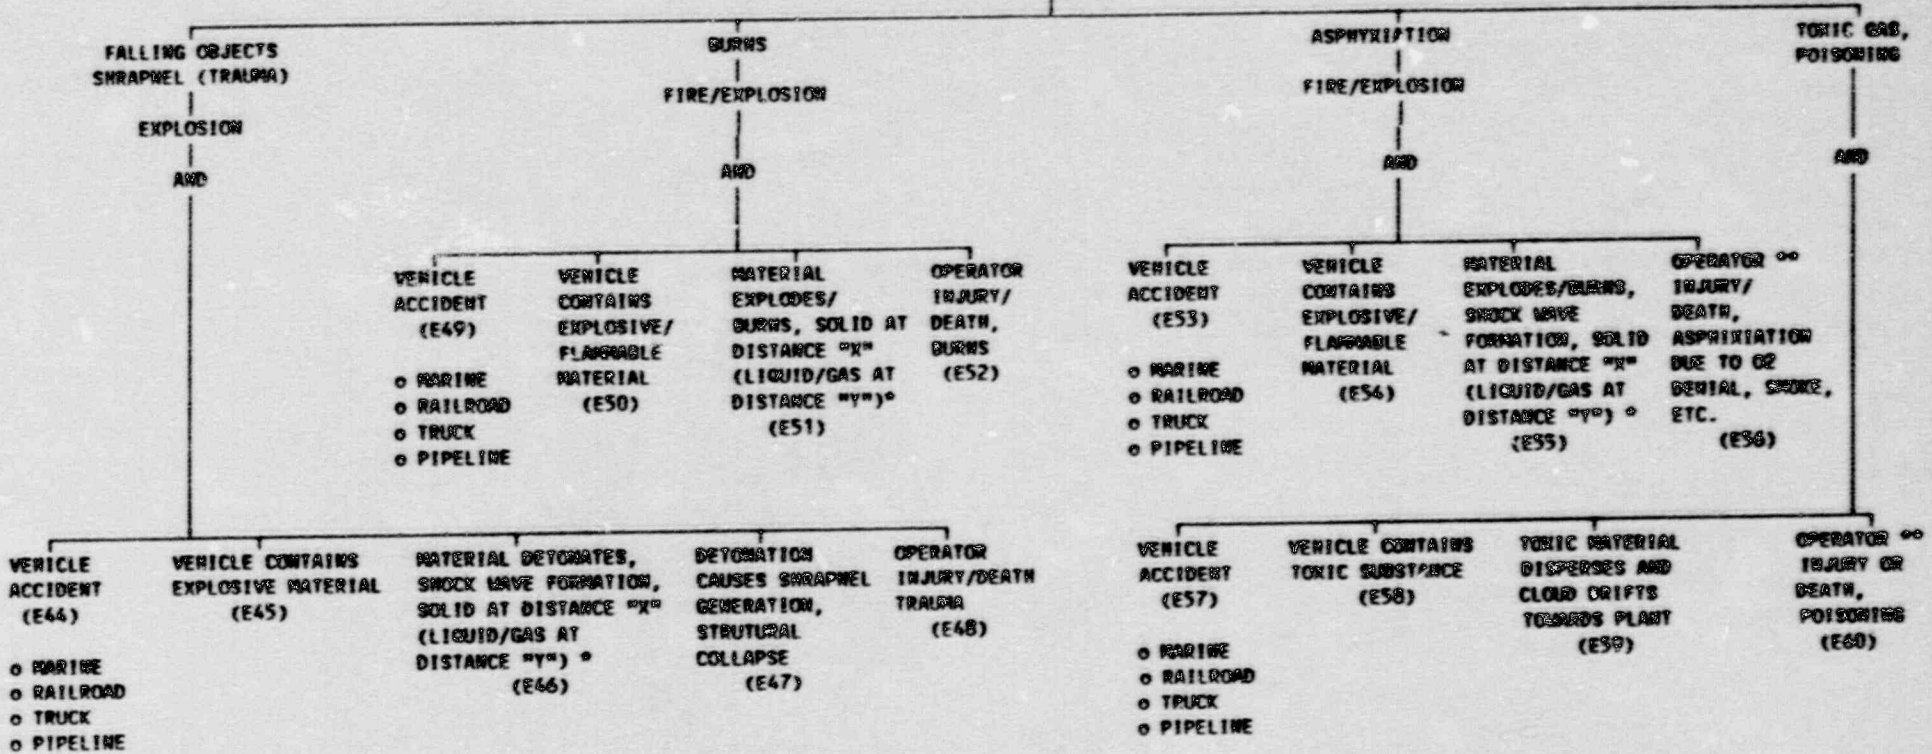 FALLING OBJECTS
SHRAPNEL (TRAUMA)
EXPLOSION
AND
BURNS
FIRE/EXPLOSION
AND
ASPHYXIATION
FIRE/EXPLOSION
AND
TOXIC GAS,
POISONING
AND
VEHICLE
ACCIDENT
(E49)
o MARINE
o RAILROAD
o TRUCK
o PIPELINE
VEHICLE
CONTAINS
EXPLOSIVE/
FLAMMABLE
MATERIAL
(E50)
MATERIAL
EXPLODES/
BURNS, SOLID AT
DISTANCE "X"
(LIQUID/GAS AT
DISTANCE "Y")*
(E51)
OPERATOR
INJURY/
DEATH,
BURNS
(E52)
VEHICLE
ACCIDENT
(E53)
o MARINE
o RAILROAD
o TRUCK
o PIPELINE
VEHICLE
CONTAINS
EXPLOSIVE/
FLAMMABLE
MATERIAL
(E54)
MATERIAL
EXPLODES/BURNS,
SHOCK WAVE
FORMATION, SOLID
AT DISTANCE "X"
(LIQUID/GAS AT
DISTANCE "Y") *
(E55)
OPERATOR **
INJURY/
DEATH,
ASPHIXIATION
DUE TO O2
DENIAL, SMOKE,
ETC.
(E56)
VEHICLE
ACCIDENT
(E44)
o MARINE
o RAILROAD
o TRUCK
o PIPELINE
VEHICLE CONTAINS
EXPLOSIVE MATERIAL
(E45)
MATERIAL DETONATES,
SHOCK WAVE FORMATION,
SOLID AT DISTANCE "X"
(LIQUID/GAS AT
DISTANCE "Y") *
(E46)
DETONATION
CAUSES SHRAPNEL
GENERATION,
STRUTURAL
COLLAPSE
(E47)
OPERATOR
INJURY/DEATH
TRAUMA
(E48)
VEHICLE
ACCIDENT
(E57)
o MARINE
o RAILROAD
o TRUCK
o PIPELINE
VEHICLE CONTAINS
TOXIC SUBSTANCE
(E58)
TOXIC MATERIAL
DISPERSES AND
CLOUD DRIFTS
TOWARDS PLANT
(E59)
OPERATOR **
INJURY OR
DEATH,
POISONING
(E60)